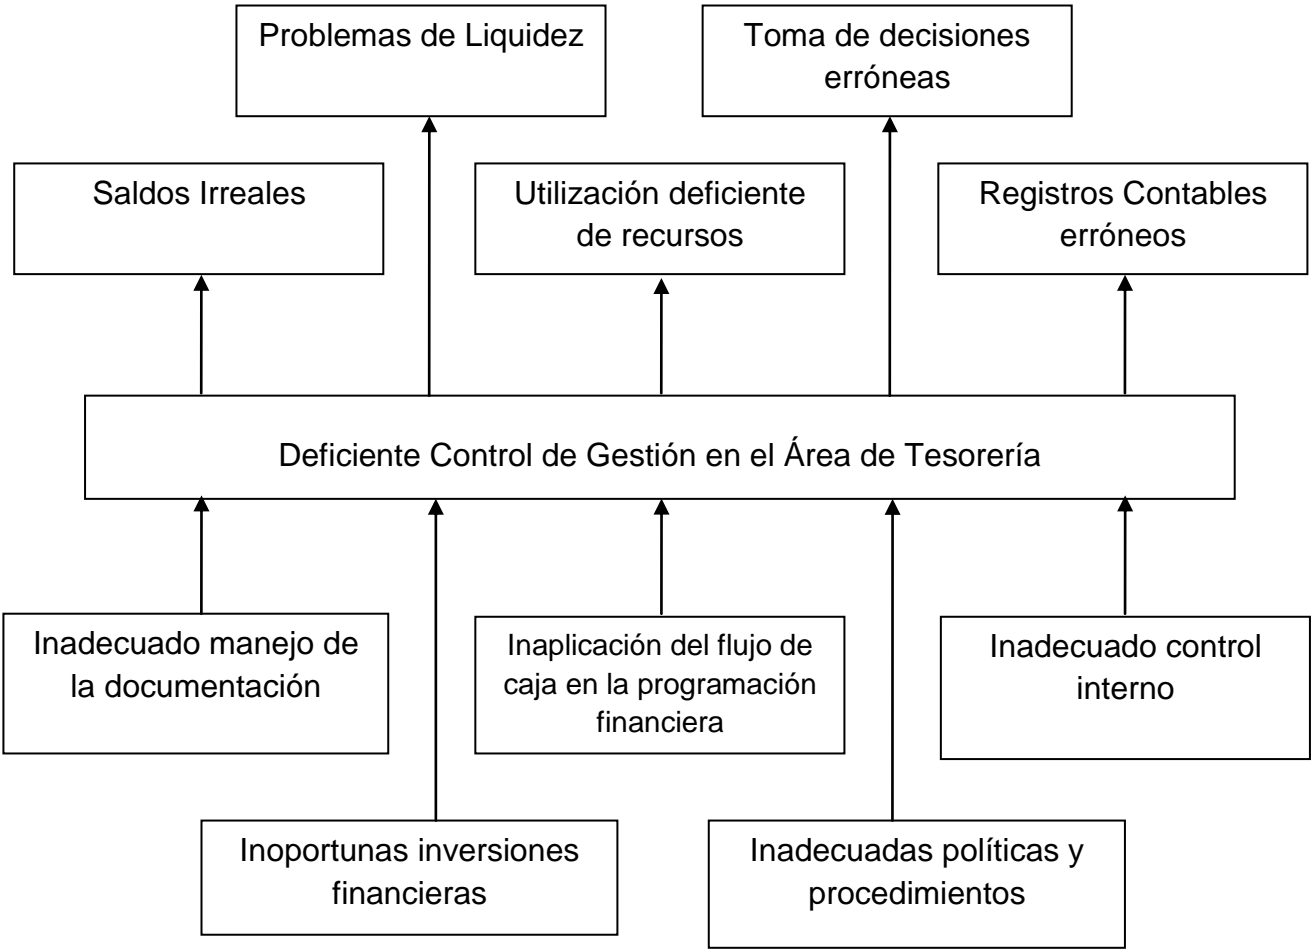 Problemas de Liquidez
Toma de decisiones
erróneas
Saldos Irreales
Utilización deficiente
de recursos
Registros Contables
erróneos
Deficiente Control de Gestión en el Área de Tesorería
Inadecuado manejo de
la documentación
Inaplicación del flujo de
caja en la programación
financiera
Inadecuado control
interno
Inoportunas inversiones
financieras
Inadecuadas políticas y
procedimientos